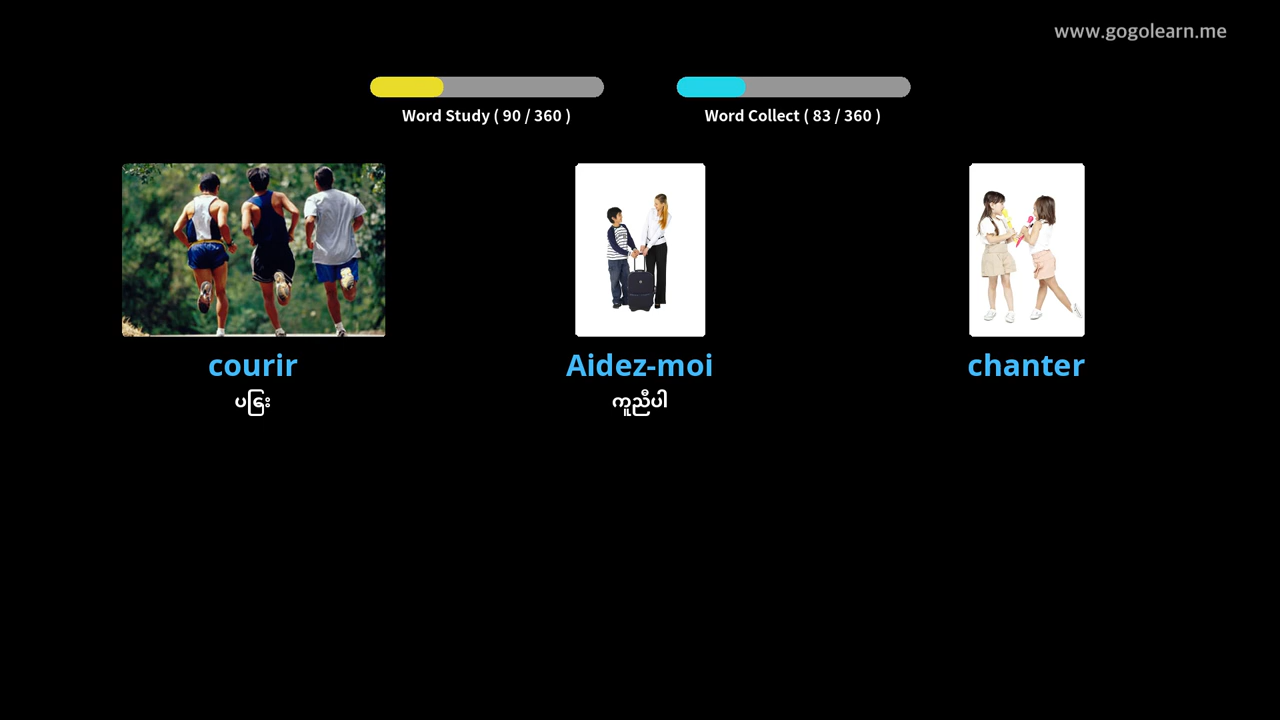 www.gogolearn.me
Word Study ( 90 / 360 )
Word Collect ( 83 / 360 )
courir
Aidez-moi
chanter
ပြေး
ကူညီပါ